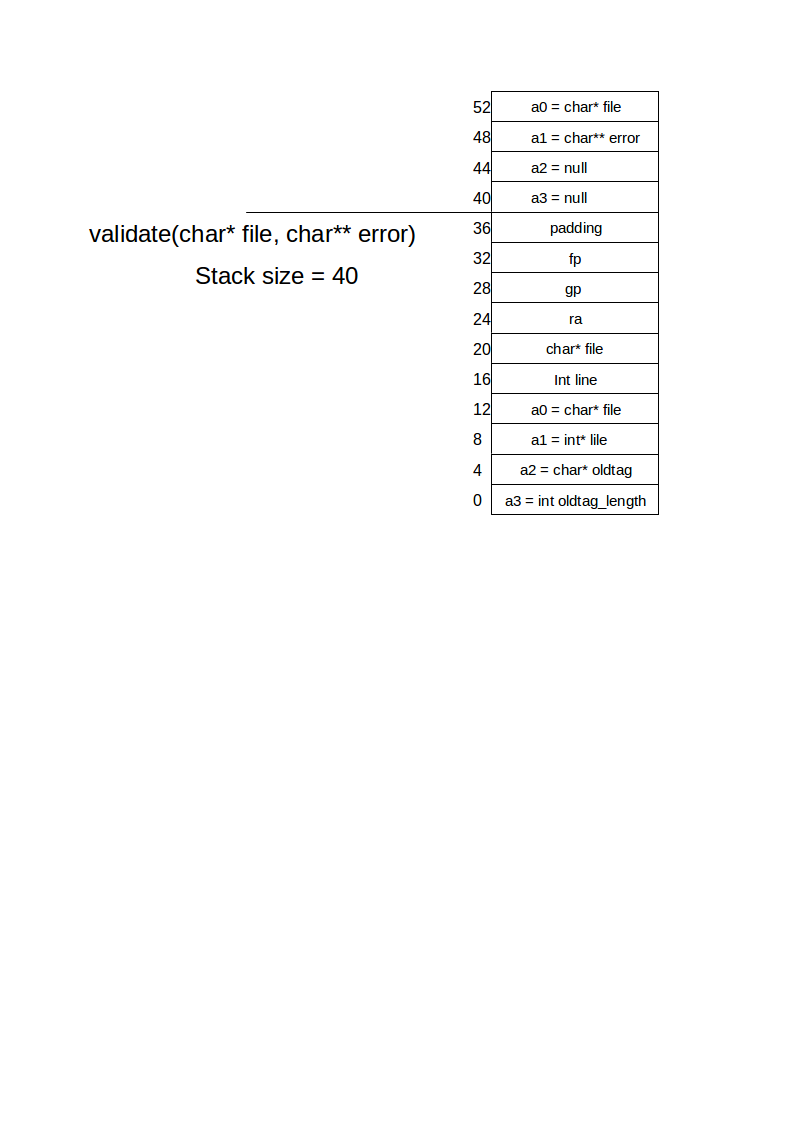 52 a0 = char* file
48 a1 = char** error
44 a2 = null
40 a3 = null
36 padding
validate(char* file, char** error)
32 fp
Stack size = 40
28 gp
24 ra
20 char* file
16 Int line
12 a0 = char* file
8 a1 = int* lile
4 a2 = char* oldtag
0 a3 = int oldtag_length